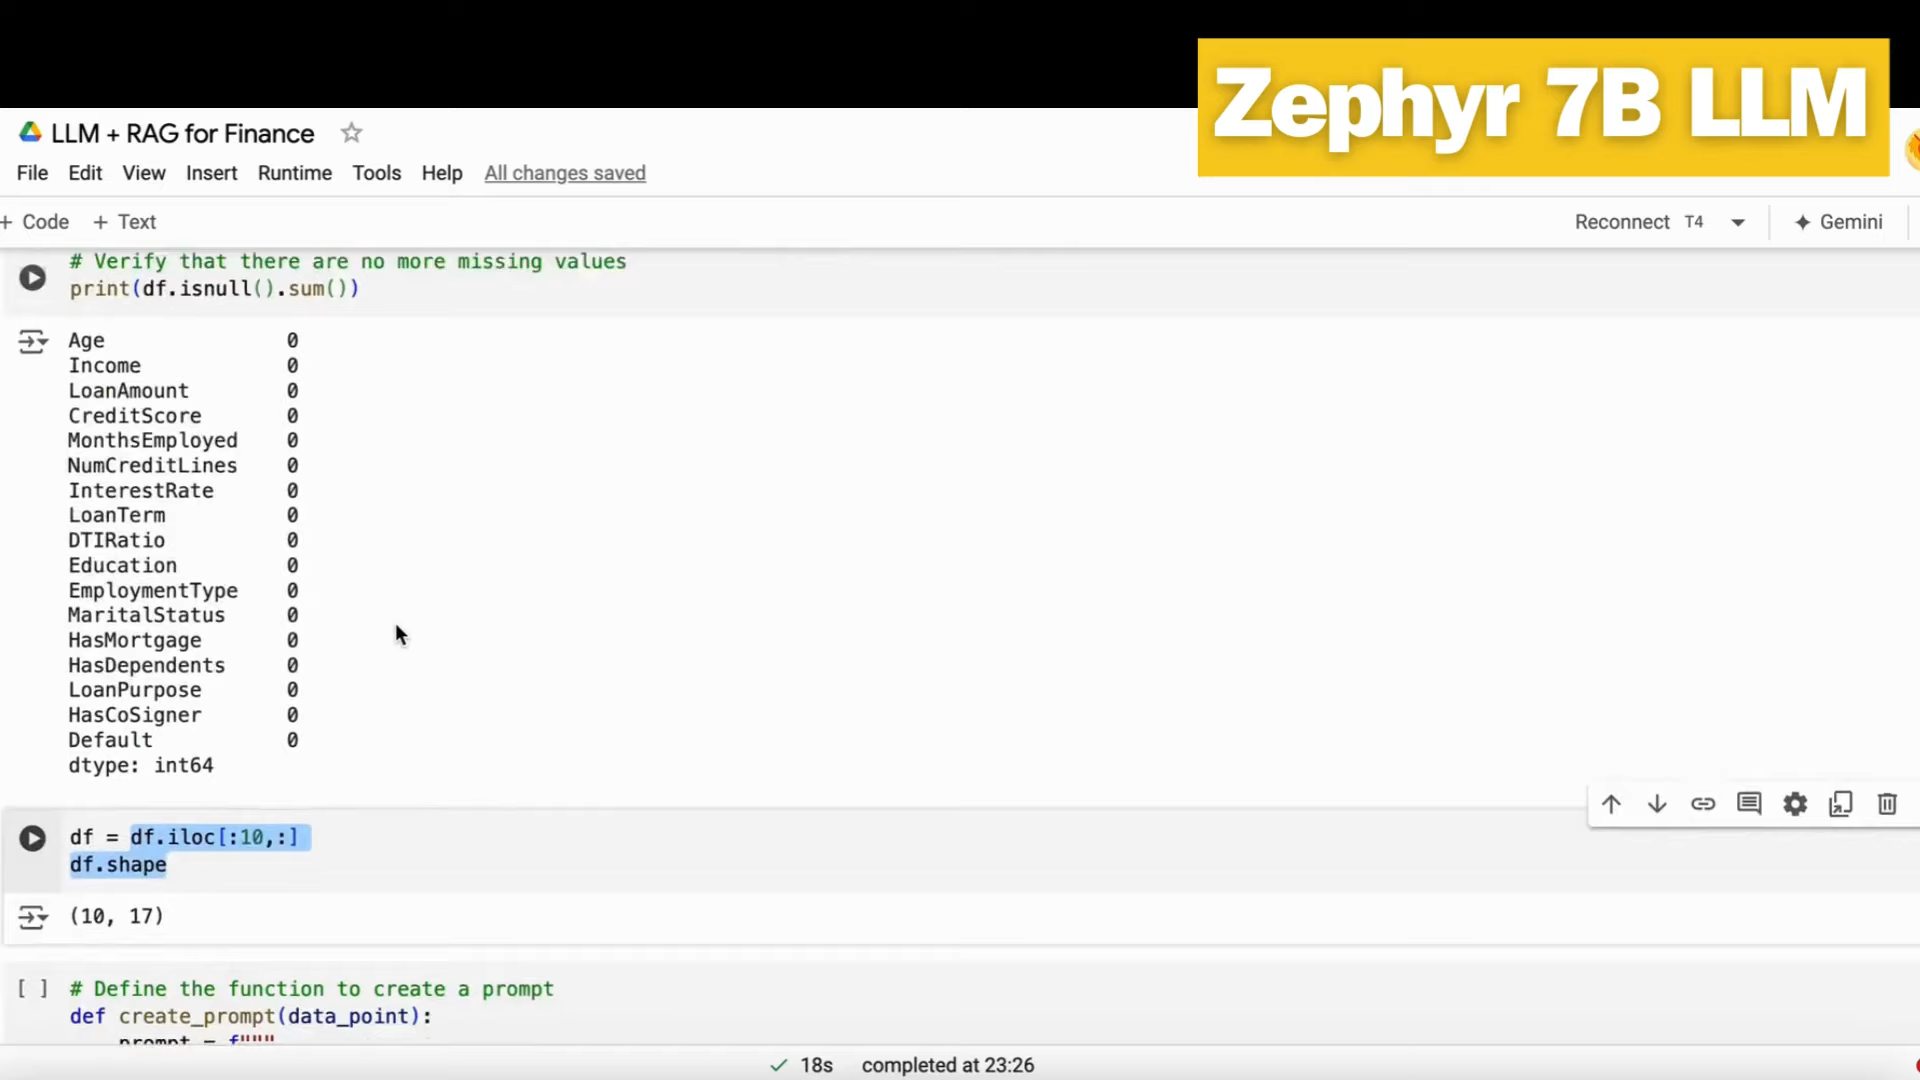 Zephyr 7B LLM
LLM + RAG for Finance
File Edit View Insert Runtime Tools Help All changes saved
+ Code + Text Reconnect T4 Gemini
# Verify that there are no more missing values
print(df.isnull().sum())
Age 0
Income 0
LoanAmount 0
CreditScore 0
MonthsEmployed 0
NumCreditLines 0
InterestRate 0
LoanTerm 0
DTIRatio 0
Education 0
EmploymentType 0
MaritalStatus 0
HasMortgage 0
HasDependents 0
LoanPurpose 0
HasCoSigner 0
Default 0
dtype: int64
df = df.iloc[:10,:]
df.shape
(10, 17)
[ ] # Define the function to create a prompt
def create_prompt(data_point):
prompt = f"""
18s completed at 23:26